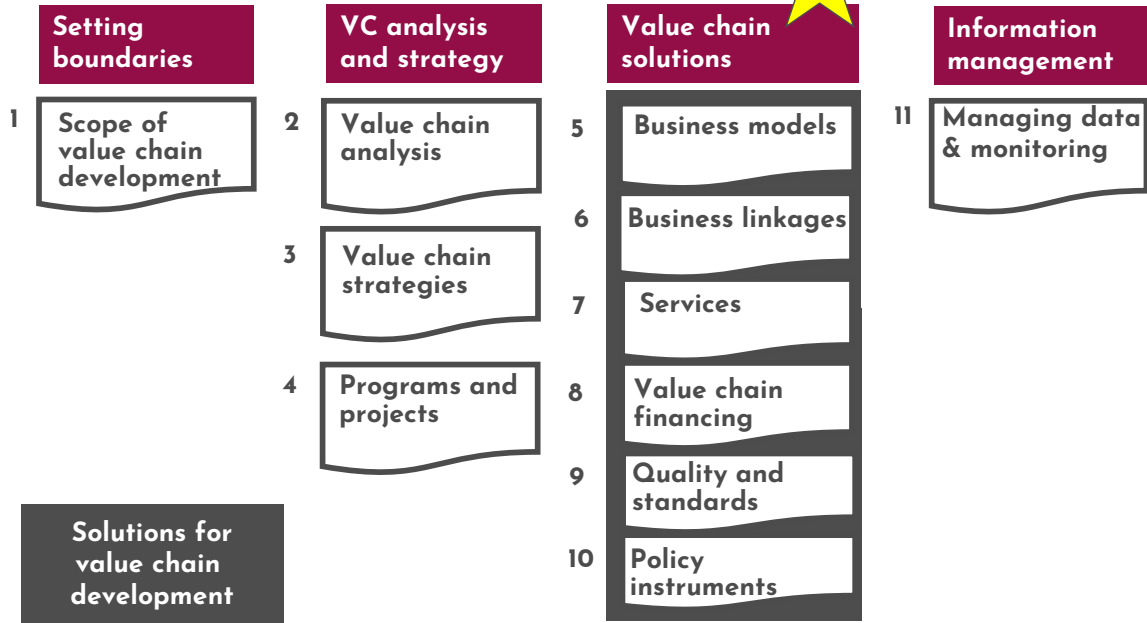 Setting
boundaries
1
Scope of
value chain
development
VC analysis
and strategy
2
Value chain
analysis
3
Value chain
strategies
4
Programs and
projects
Value chain
solutions
5
Business models
6
Business linkages
7
Services
8
Value chain
financing
9
Quality and
standards
10
Policy
instruments
Information
management
11
Managing data
& monitoring
Solutions for
value chain
development